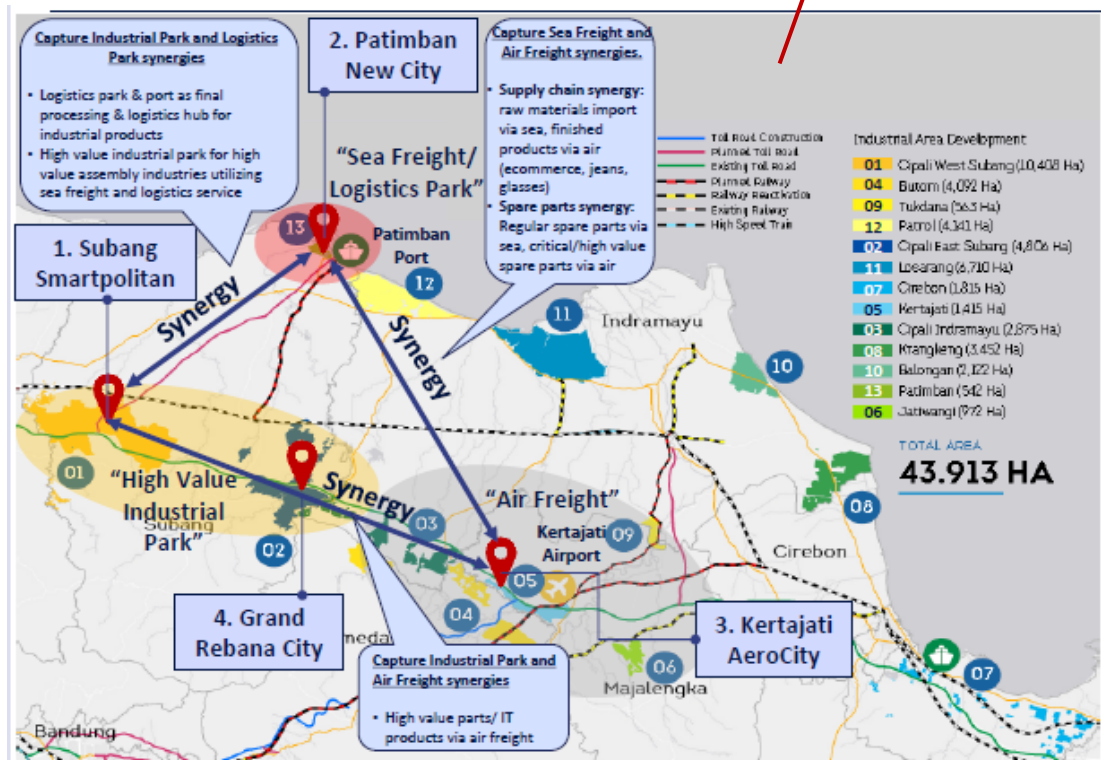 Capture Industrial Park and Logistics
Park synergies
• Logistics park & port as final
processing & logistics hub for
industrial products
• High value industrial park for high
value assembly industries utilizing
sea freight and logistics service
2. Patimban
New City
Capture Sea Freight and
Air Freight synergies.
• Supply chain synergy:
raw materials import
via sea, finished
products via air
(ecommerce, jeans,
glasses)
• Spare parts synergy:
Regular spare parts via
sea, critical/high value
spare parts via air
Toll Road Construction
Planned Toll Road
Existing Toll Road
Planned Railway
Railway Reactivation
Existing Railway
High Speed Train
Industrial Area Development
01 Cipali West Subang (10,408 Ha)
04 Butom (4,092 Ha)
09 Tukdana (563 Ha)
12 Patrol (4.141 Ha)
02 Cipali East Subang (4,806 Ha)
11 Losarang (6,710 Ha)
07 Cirebon (1,815 Ha)
05 Kertajati (1,415 Ha)
03 Cipali Indramayu (2,875 Ha)
08 Krangkeng (3.452 Ha)
10 Balongan (2,122 Ha)
13 Patimban (542 Ha)
06 Jatiwangi (972 Ha)
TOTAL AREA
43.913 HA
"Sea Freight/
Logistics Park"
13
Patimban
Port
1. Subang
Smartpolitan
Synergy
12
Synergy
11
Indramayu
10
01
"High Value
Industrial
Park"
Subang
Synergy
02
03
"Air Freight"
Kertajati
Airport
09
08
Cirebon
05
04
4. Grand
Rebana City
meda
Capture Industrial Park and
Air Freight synergies
• High value parts/ IT
products via air freight
06
Majalengka
3. Kertajati
AeroCity
07
Bandung